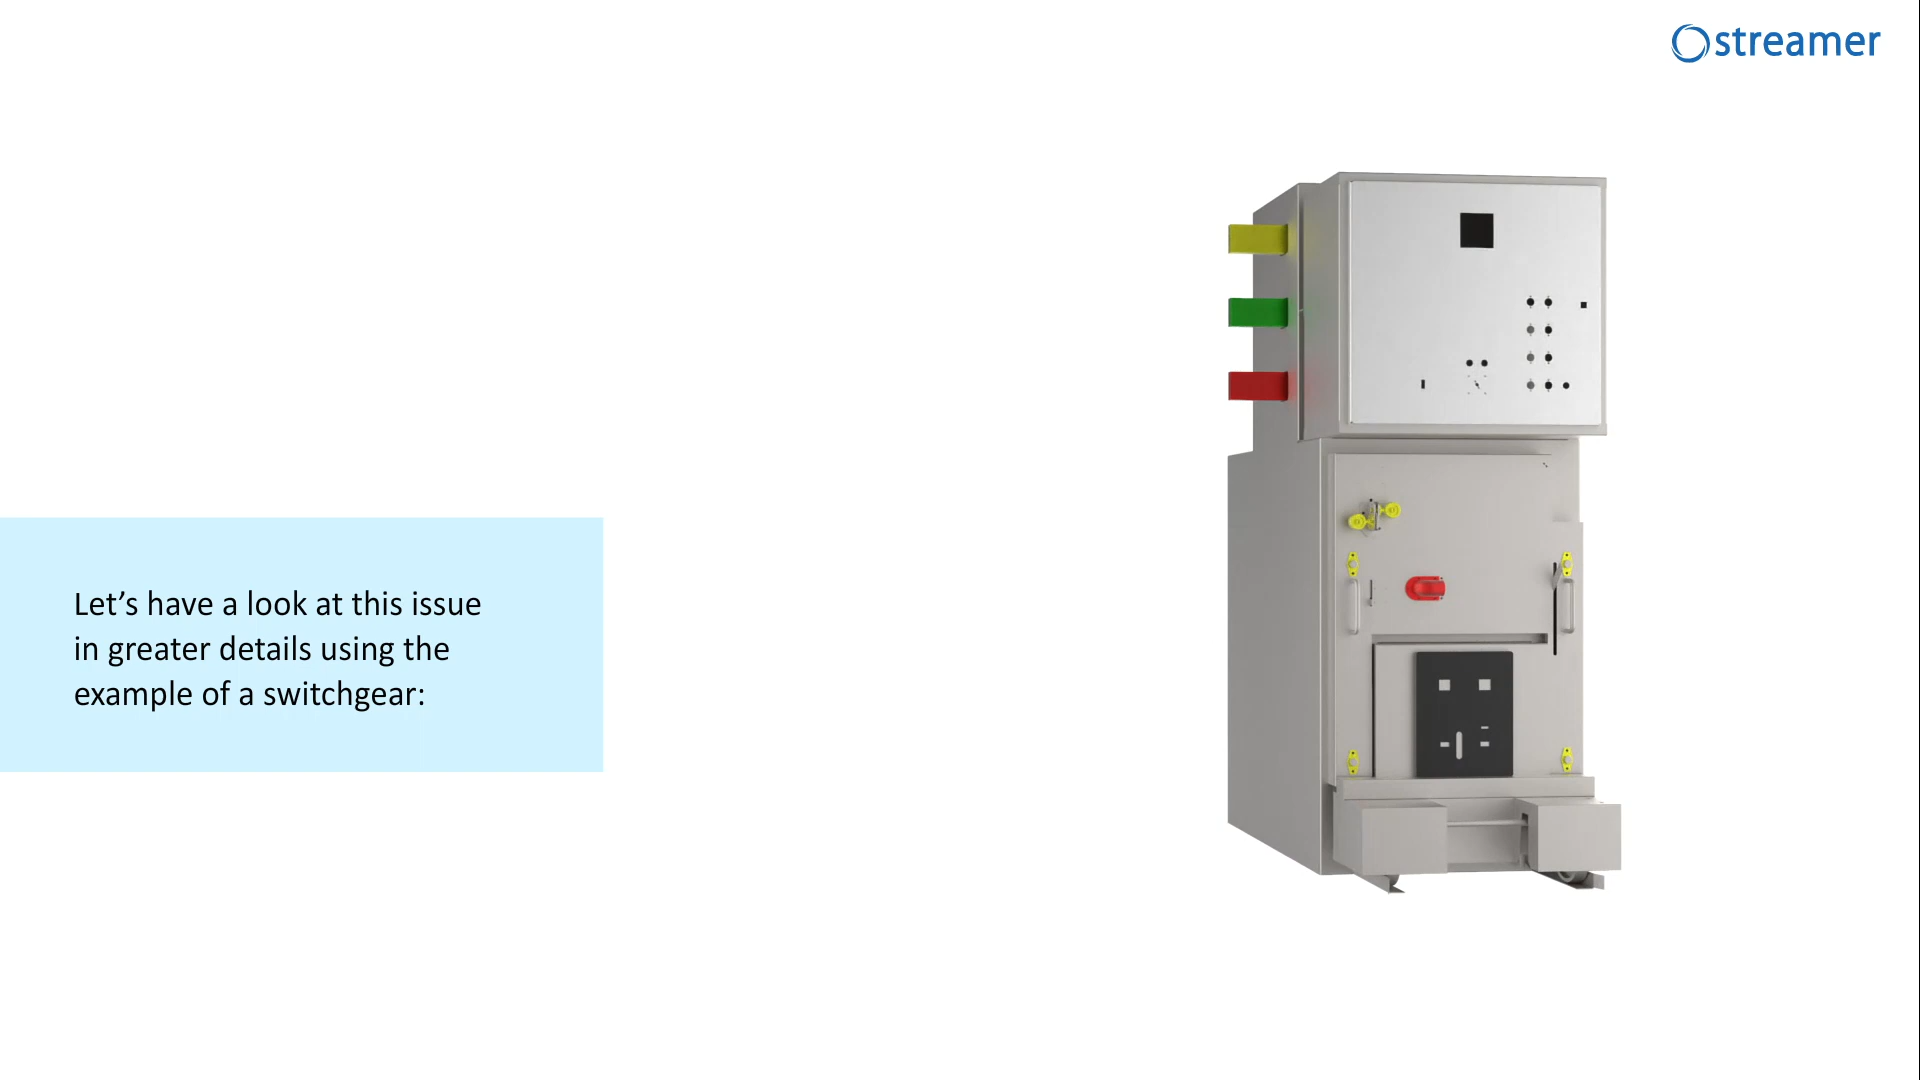 streamer
Let’s have a look at this issue
in greater details using the
example of a switchgear: